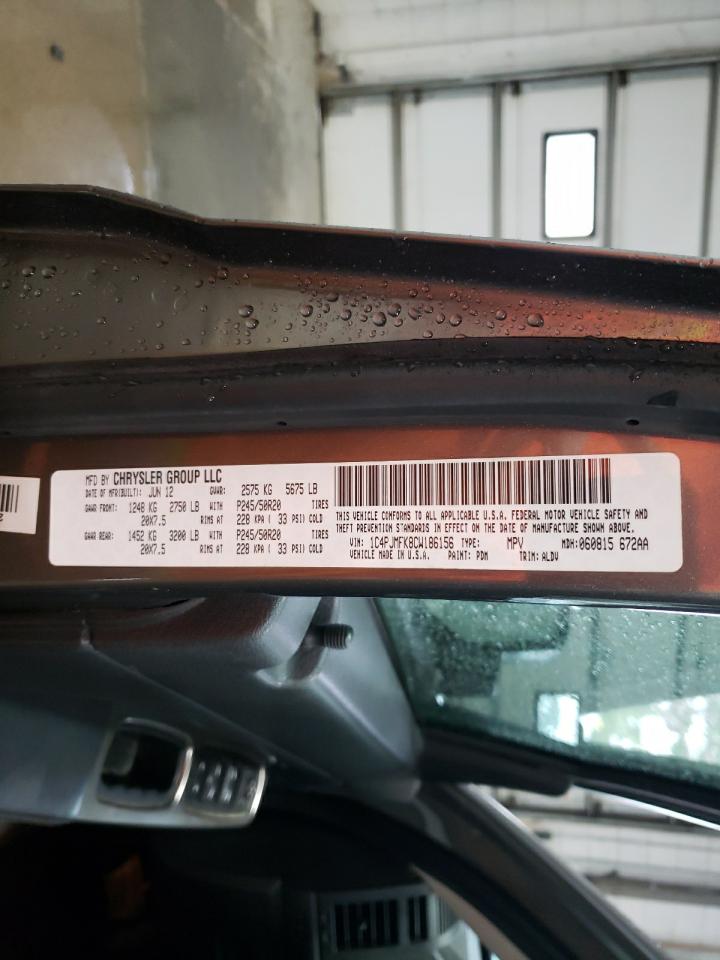 MFD BY CHRYSLER GROUP LLC
DATE OF MFR(BUILT): JUN 12 GVWR: 2575 KG 5675 LB
GAWR FRONT: 1248 KG 2750 LB WITH P245/50R20 TIRES
20X7.5 RIMS AT 228 KPA ( 33 PSI) COLD
GAWR REAR: 1452 KG 3200 LB WITH P245/50R20 TIRES
20X7.5 RIMS AT 228 KPA ( 33 PSI) COLD
THIS VEHICLE CONFORMS TO ALL APPLICABLE U.S.A. FEDERAL MOTOR VEHICLE SAFETY AND
THEFT PREVENTION STANDARDS IN EFFECT ON THE DATE OF MANUFACTURE SHOWN ABOVE.
VIN: 1C4PJMFK8CW186156 TYPE: MPV MDH:060815 672AA
VEHICLE MADE IN U.S.A. PAINT: PDM TRIM: ALDV